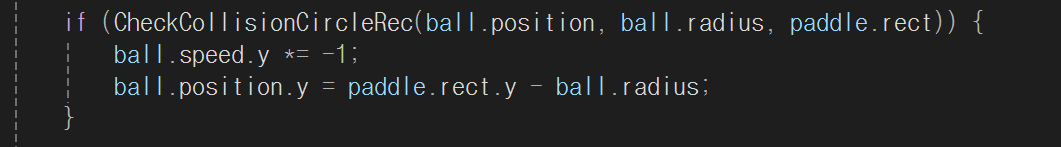 if (CheckCollisionCircleRec(ball.position, ball.radius, paddle.rect)) {
ball.speed.y *= -1;
ball.position.y = paddle.rect.y - ball.radius;
}